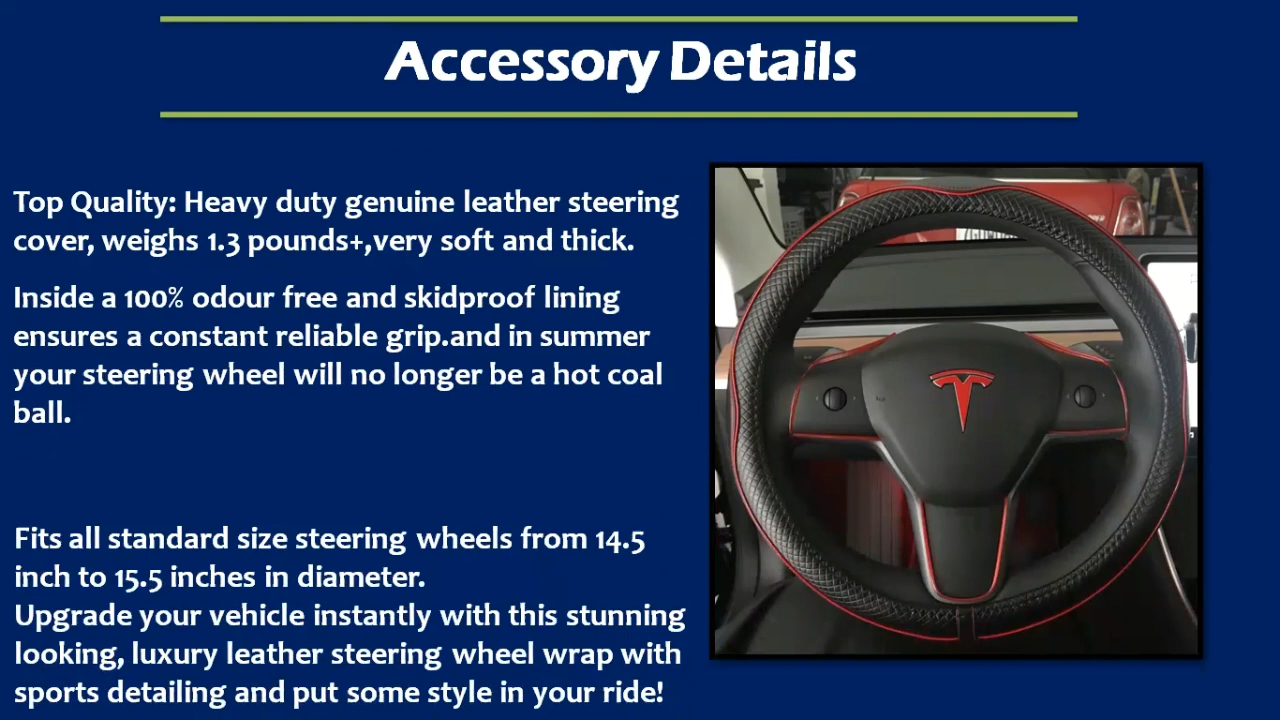 Accessory Details
Top Quality: Heavy duty genuine leather steering
cover, weighs 1.3 pounds+,very soft and thick.
Inside a 100% odour free and skidproof lining
ensures a constant reliable grip.and in summer
your steering wheel will no longer be a hot coal
ball.
Fits all standard size steering wheels from 14.5
inch to 15.5 inches in diameter.
Upgrade your vehicle instantly with this stunning
looking, luxury leather steering wheel wrap with
sports detailing and put some style in your ride!